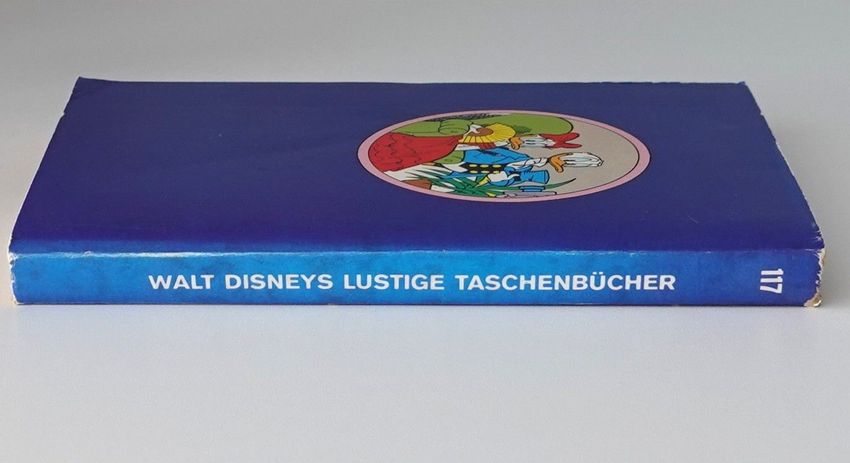 WALT DISNEYS LUSTIGE TASCHENBÜCHER
117